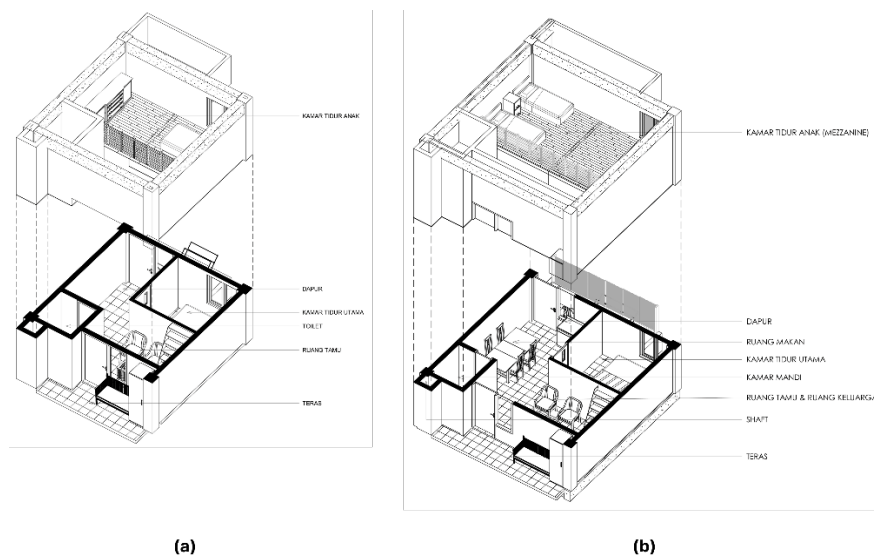 KAMAR TIDUR ANAK
DAPUR
KAMAR TIDUR UTAMA
TOILET
RUANG TAMU
TERAS
(a)
KAMAR TIDUR ANAK (MEZZANINE)
DAPUR
RUANG MAKAN
KAMAR TIDUR UTAMA
KAMAR MANDI
RUANG TAMU & RUANG KELUARGA
SHAFT
TERAS
(b)